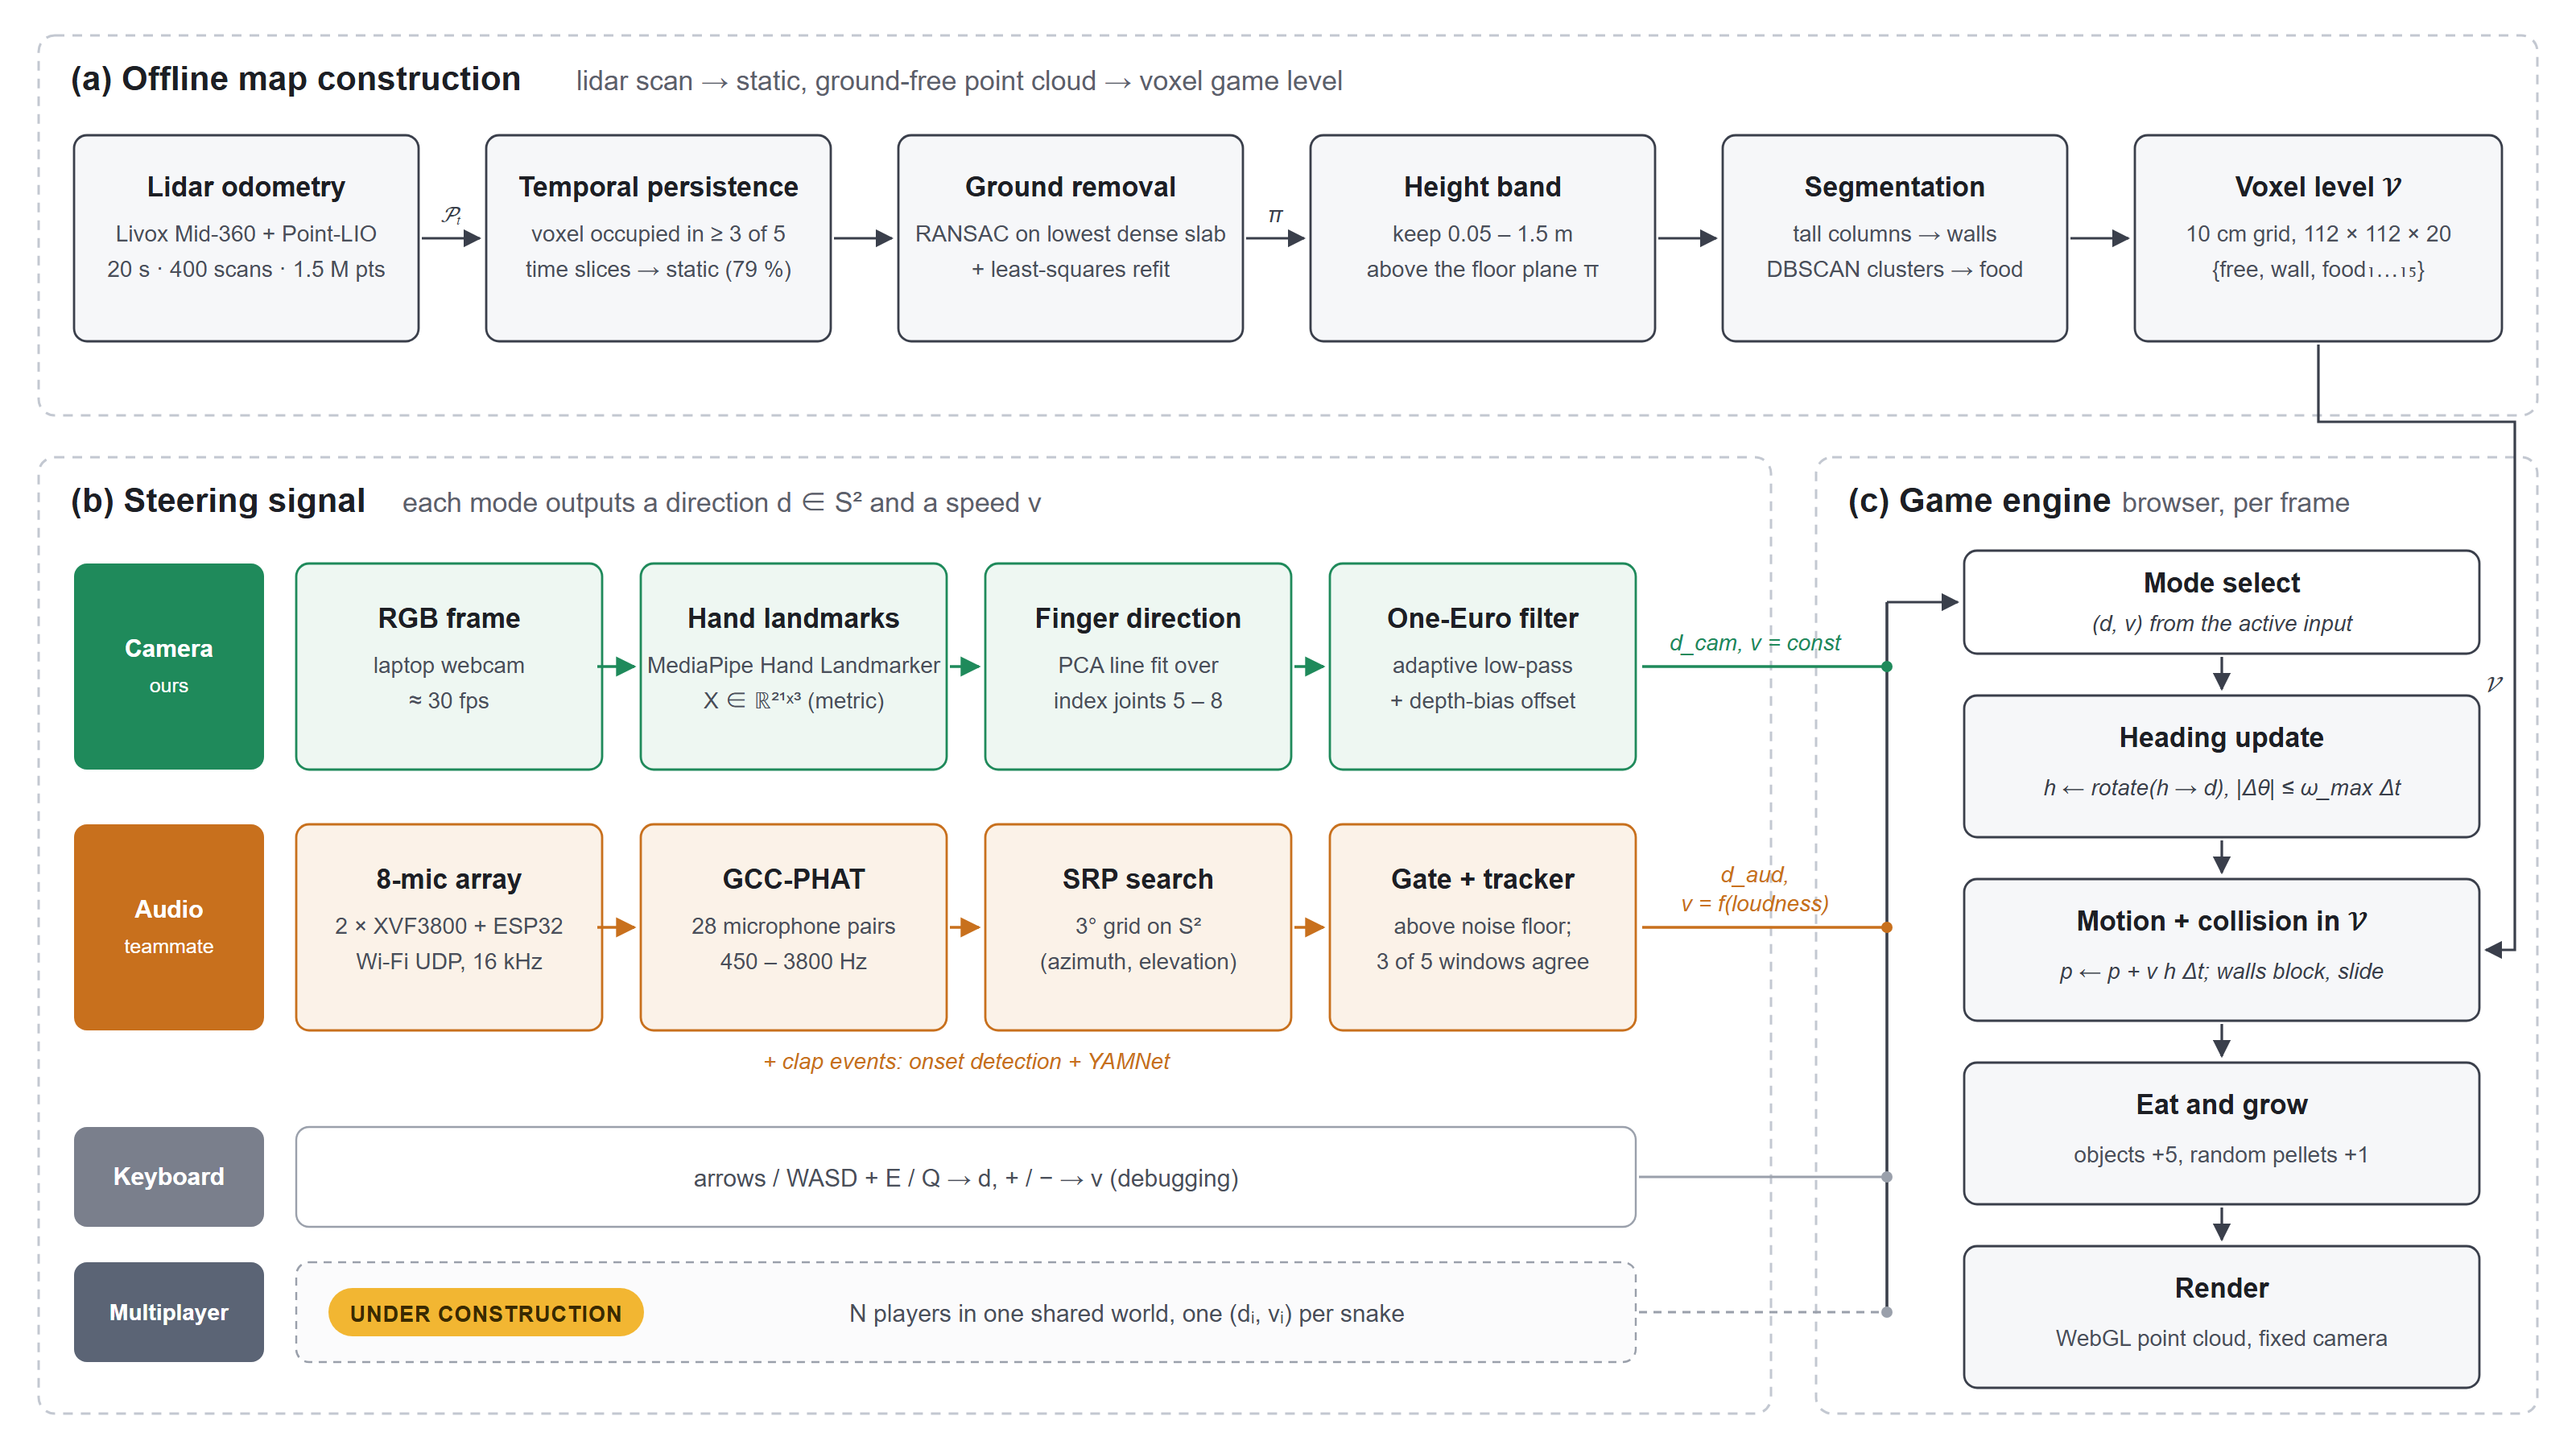 (a) Offline map construction lidar scan → static, ground-free point cloud → voxel game level
Lidar odometry
Livox Mid-360 + Point-LIO
20 s · 400 scans · 1.5 M pts
𝒫ₜ
Temporal persistence
voxel occupied in ≥ 3 of 5
time slices → static (79 %)
Ground removal
RANSAC on lowest dense slab
+ least-squares refit
π
Height band
keep 0.05 – 1.5 m
above the floor plane π
Segmentation
tall columns → walls
DBSCAN clusters → food
Voxel level 𝒱
10 cm grid, 112 × 112 × 20
{free, wall, food₁…₁₅}
(b) Steering signal each mode outputs a direction d ∈ S² and a speed v
Camera
ours
RGB frame
laptop webcam
≈ 30 fps
Hand landmarks
MediaPipe Hand Landmarker
X ∈ ℝ²¹ˣ³ (metric)
Finger direction
PCA line fit over
index joints 5 – 8
One-Euro filter
adaptive low-pass
+ depth-bias offset
d_cam, v = const
Audio
teammate
8-mic array
2 × XVF3800 + ESP32
Wi-Fi UDP, 16 kHz
GCC-PHAT
28 microphone pairs
450 – 3800 Hz
SRP search
3° grid on S²
(azimuth, elevation)
Gate + tracker
above noise floor;
3 of 5 windows agree
d_aud,
v = f(loudness)
+ clap events: onset detection + YAMNet
Keyboard
arrows / WASD + E / Q → d, + / − → v (debugging)
Multiplayer
UNDER CONSTRUCTION
N players in one shared world, one (dᵢ, vᵢ) per snake
(c) Game engine browser, per frame
Mode select
(d, v) from the active input
𝒱
Heading update
h ← rotate(h → d), |Δθ| ≤ ω_max Δt
Motion + collision in 𝒱
p ← p + v h Δt; walls block, slide
Eat and grow
objects +5, random pellets +1
Render
WebGL point cloud, fixed camera